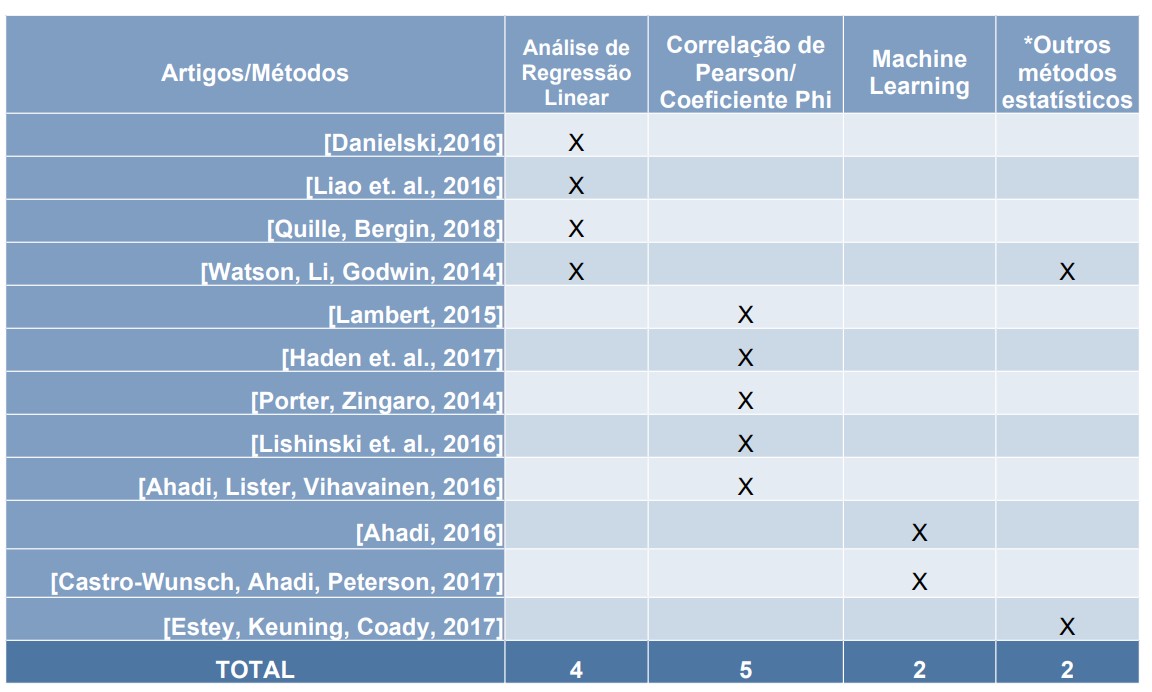 Artigos/Métodos Análise de Regressão Linear Correlação de Pearson/ Coeficiente Phi Machine Learning *Outros métodos estatísticos
[Danielski,2016] X
[Liao et. al., 2016] X
[Quille, Bergin, 2018] X
[Watson, Li, Godwin, 2014] X X
[Lambert, 2015] X
[Haden et. al., 2017] X
[Porter, Zingaro, 2014] X
[Lishinski et. al., 2016] X
[Ahadi, Lister, Vihavainen, 2016] X
[Ahadi, 2016] X
[Castro-Wunsch, Ahadi, Peterson, 2017] X
[Estey, Keuning, Coady, 2017] X
TOTAL 4 5 2 2